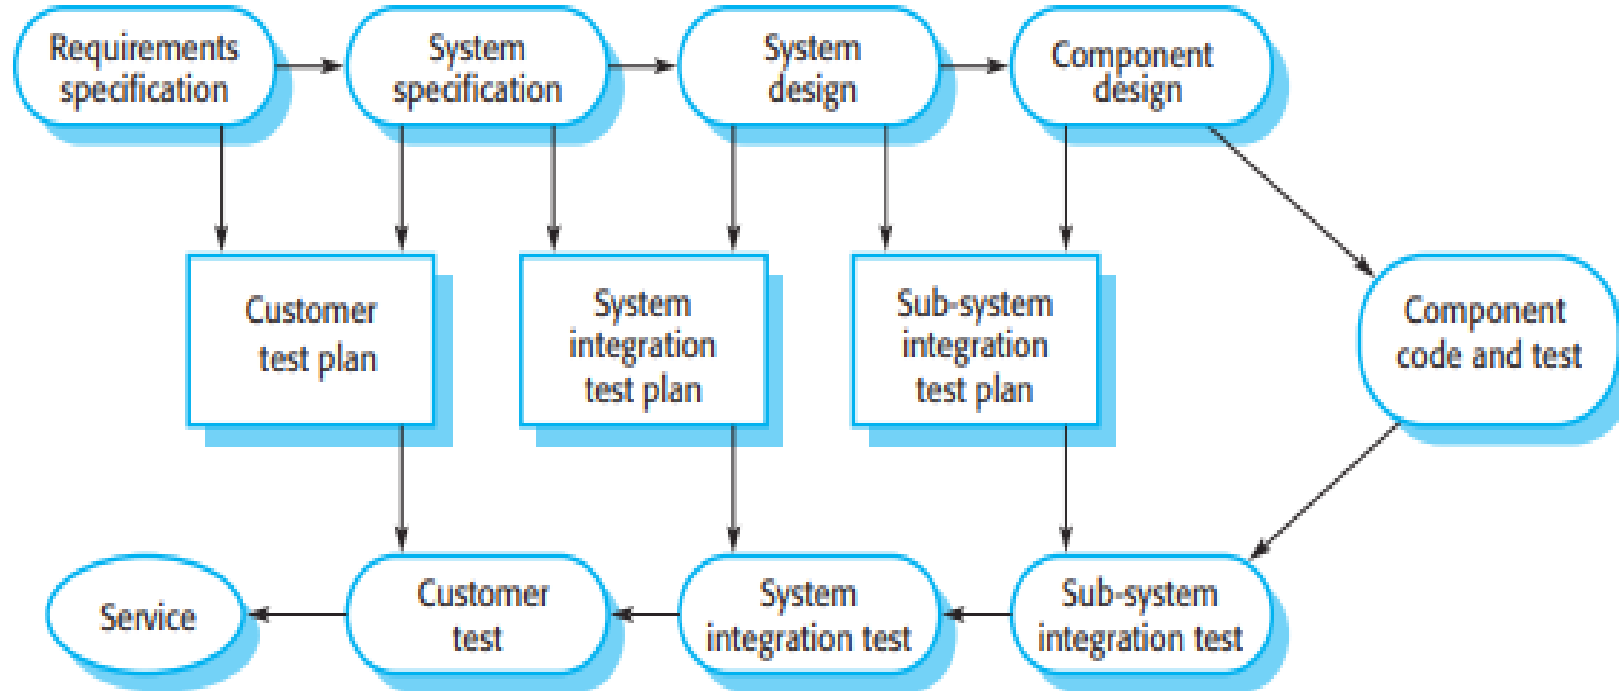 Requirements
specification
System
specification
System
design
Component
design
Customer
test plan
System
integration
test plan
Sub-system
integration
test plan
Component
code and test
Service
Customer
test
System
integration test
Sub-system
integration test